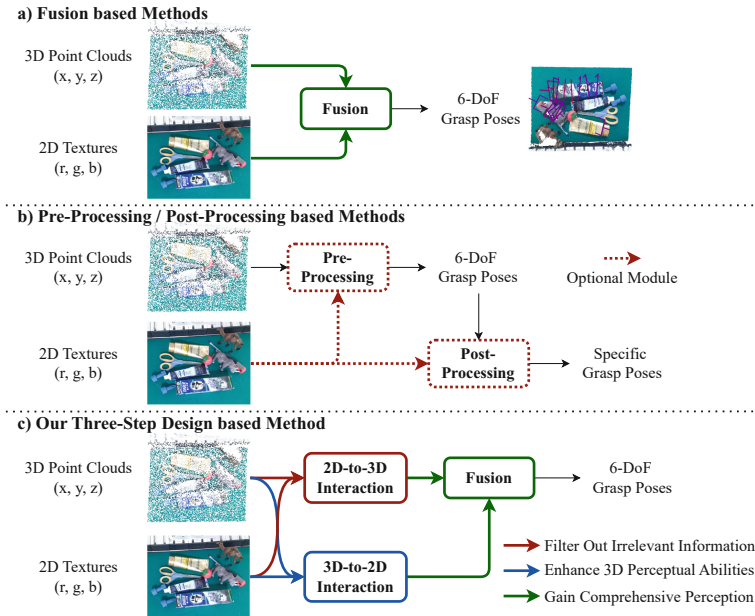 a) Fusion based Methods
3D Point Clouds
(x, y, z)
2D Textures
(r, g, b)
Fusion
6-DoF
Grasp Poses
b) Pre-Processing / Post-Processing based Methods
3D Point Clouds
(x, y, z)
2D Textures
(r, g, b)
Pre-
Processing
6-DoF
Grasp Poses
Optional Module
Post-
Processing
Specific
Grasp Poses
c) Our Three-Step Design based Method
3D Point Clouds
(x, y, z)
2D Textures
(r, g, b)
2D-to-3D
Interaction
3D-to-2D
Interaction
Fusion
6-DoF
Grasp Poses
Filter Out Irrelevant Information
Enhance 3D Perceptual Abilities
Gain Comprehensive Perception